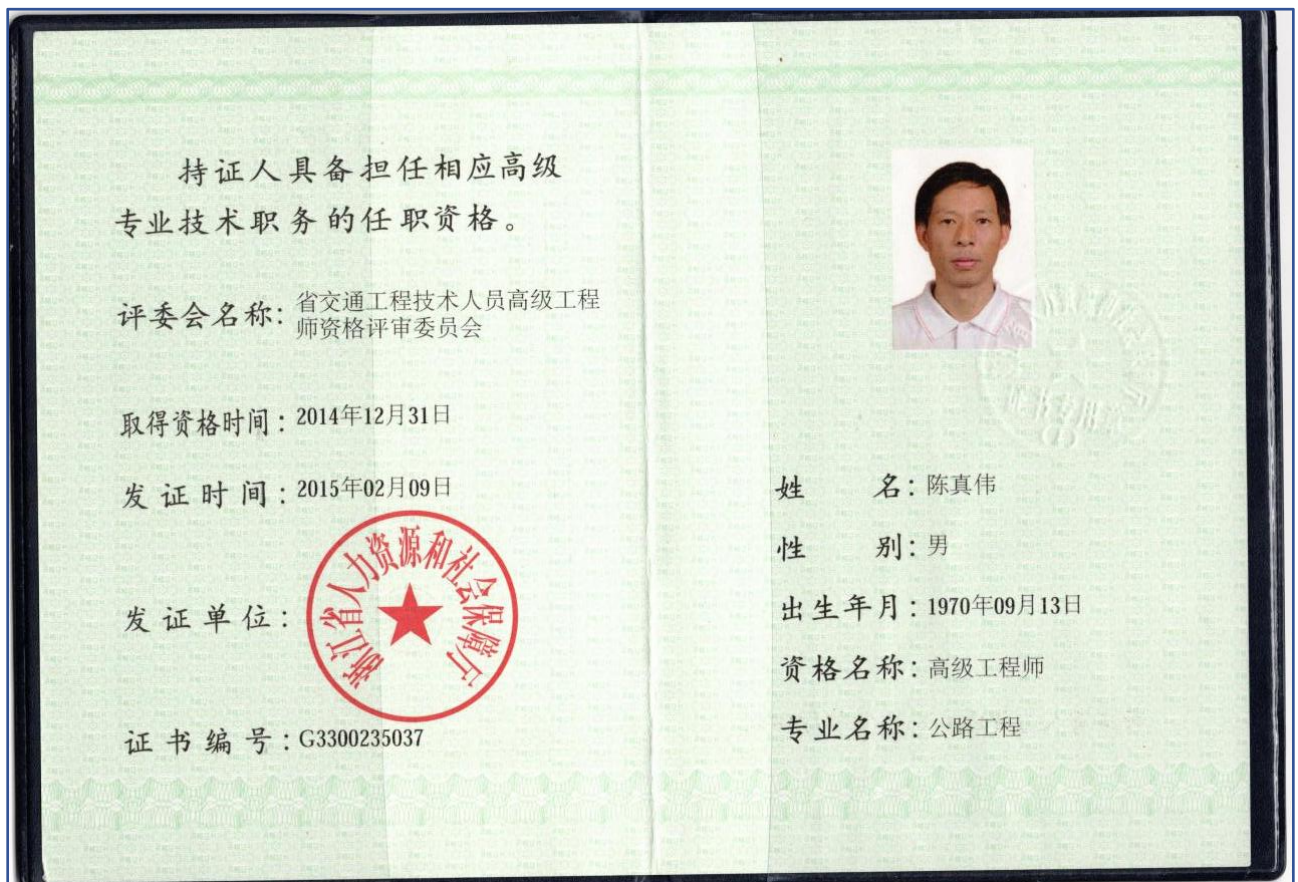 持证人具备担任相应高级
专业技术职务的任职资格。
评委会名称：省交通工程技术人员高级工程
师资格评审委员会
取得资格时间：2014年12月31日
发证时间：2015年02月09日
发证单位：
浙江省人力资源和社会保障厅
证书编号：G3300235037
姓名：陈真伟
性别：男
出生年月：1970年09月13日
资格名称：高级工程师
专业名称：公路工程